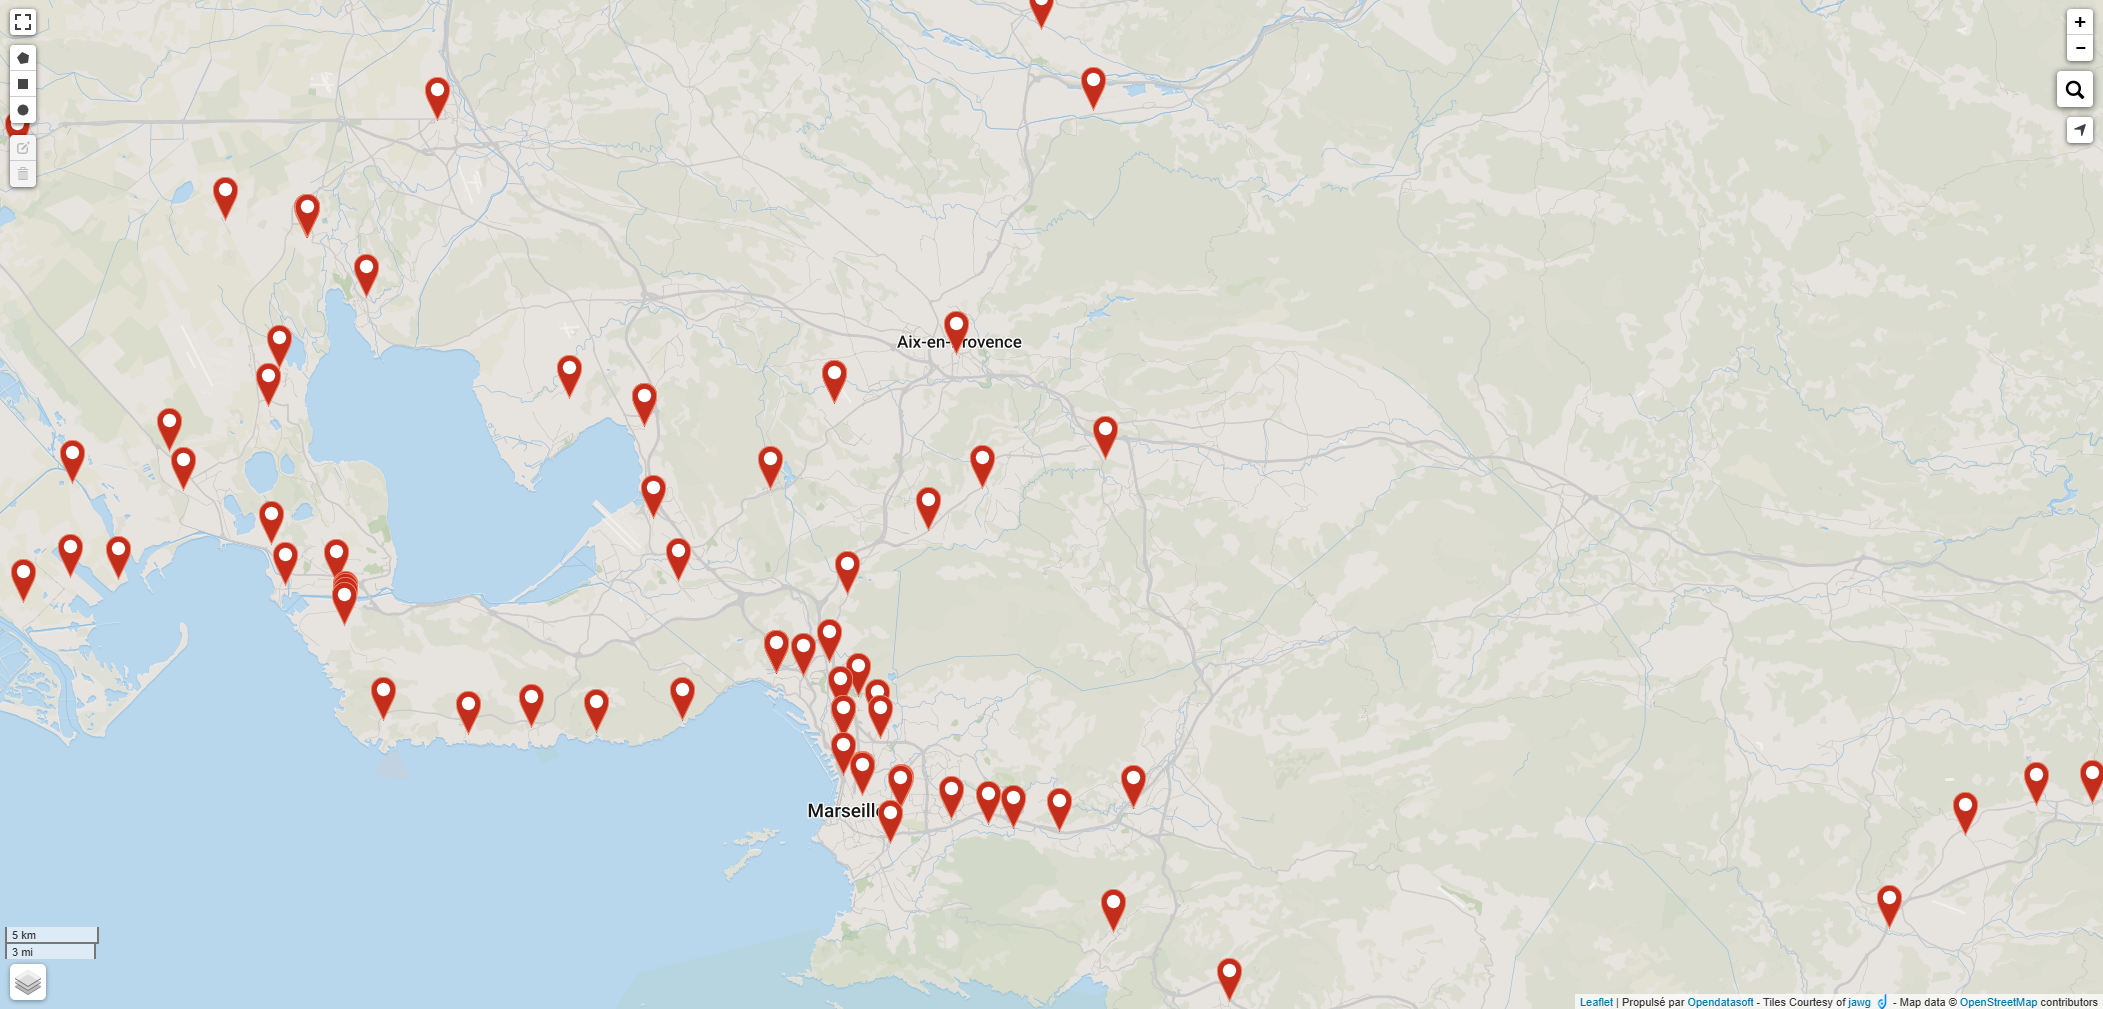 +
−
Aix-en-Provence
Marseille
5 km
3 mi
Leaflet | Propulsé par Opendatasoft - Tiles Courtesy of jawg - Map data © OpenStreetMap contributors